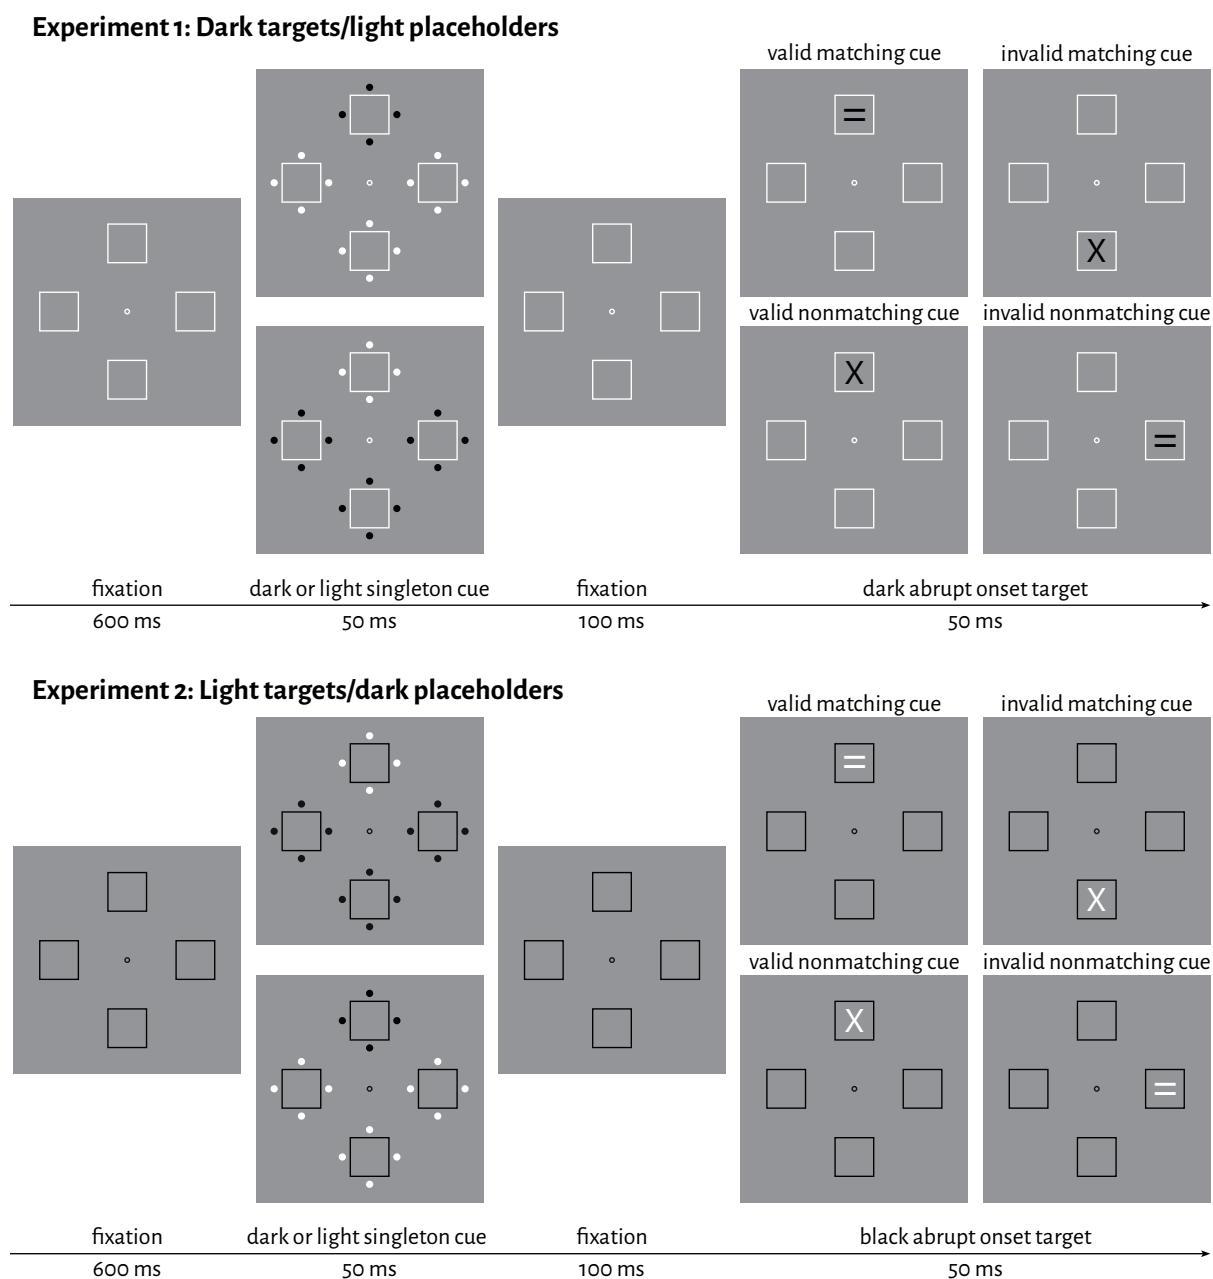 Experiment 1: Dark targets/light placeholders
valid matching cue
invalid matching cue
=
X
valid nonmatching cue
invalid nonmatching cue
X
=
fixation
dark or light singleton cue
fixation
dark abrupt onset target
600 ms
50 ms
100 ms
50 ms
Experiment 2: Light targets/dark placeholders
valid matching cue
invalid matching cue
=
X
valid nonmatching cue
invalid nonmatching cue
X
=
fixation
dark or light singleton cue
fixation
black abrupt onset target
600 ms
50 ms
100 ms
50 ms